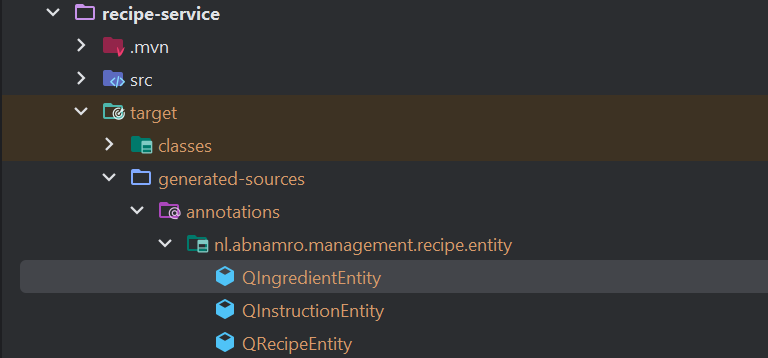 recipe-service
.mvn
src
target
classes
generated-sources
annotations
nl.abnamro.management.recipe.entity
QIngredientEntity
QInstructionEntity
QRecipeEntity